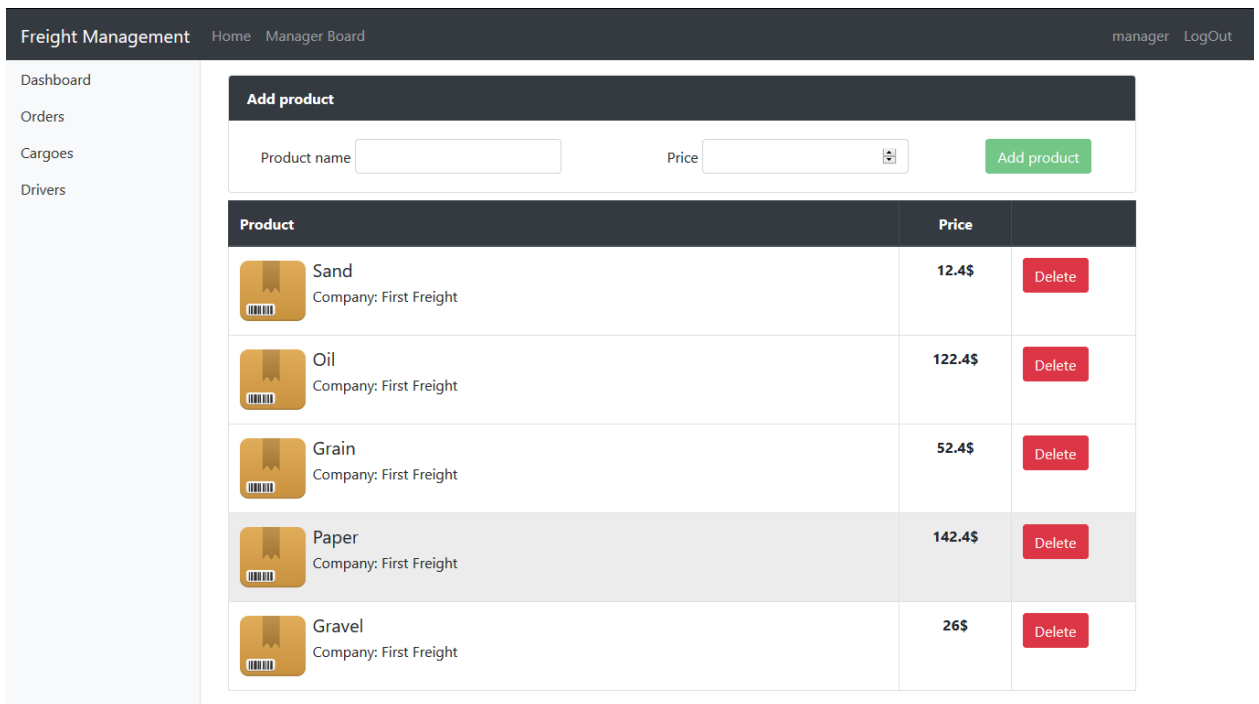 Freight Management Home Manager Board manager LogOut
Dashboard
Orders
Cargoes
Drivers
Add product
Product name Price Add product
Product Price
Sand 12.4$ Delete
Company: First Freight
Oil 122.4$ Delete
Company: First Freight
Grain 52.4$ Delete
Company: First Freight
Paper 142.4$ Delete
Company: First Freight
Gravel 26$ Delete
Company: First Freight